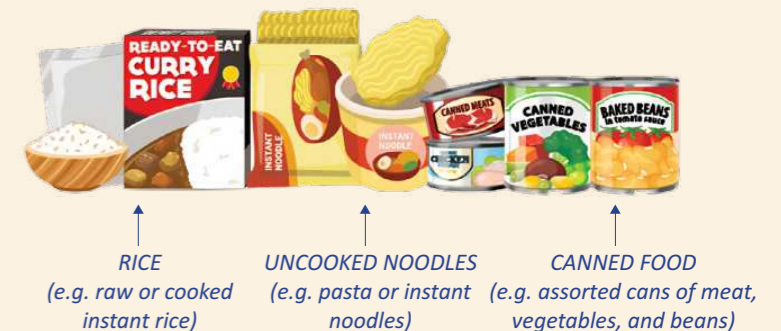 READY-TO-EAT
CURRY
RICE
INSTANT
NOODLE
INSTANT
NOODLE
CANNED MEATS
CANNED
VEGETABLES
BAKED BEANS
in tomato sauce
RICE
(e.g. raw or cooked
instant rice)
UNCOOKED NOODLES
(e.g. pasta or instant
noodles)
CANNED FOOD
(e.g. assorted cans of meat,
vegetables, and beans)